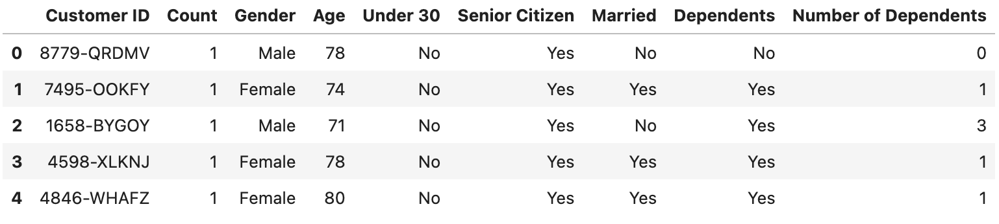 Customer ID Count Gender Age Under 30 Senior Citizen Married Dependents Number of Dependents
0 8779-QRDMV 1 Male 78 No Yes No No 0
1 7495-OOKFY 1 Female 74 No Yes Yes Yes 1
2 1658-BYGOY 1 Male 71 No Yes No Yes 3
3 4598-XLKNJ 1 Female 78 No Yes Yes Yes 1
4 4846-WHAFZ 1 Female 80 No Yes Yes Yes 1